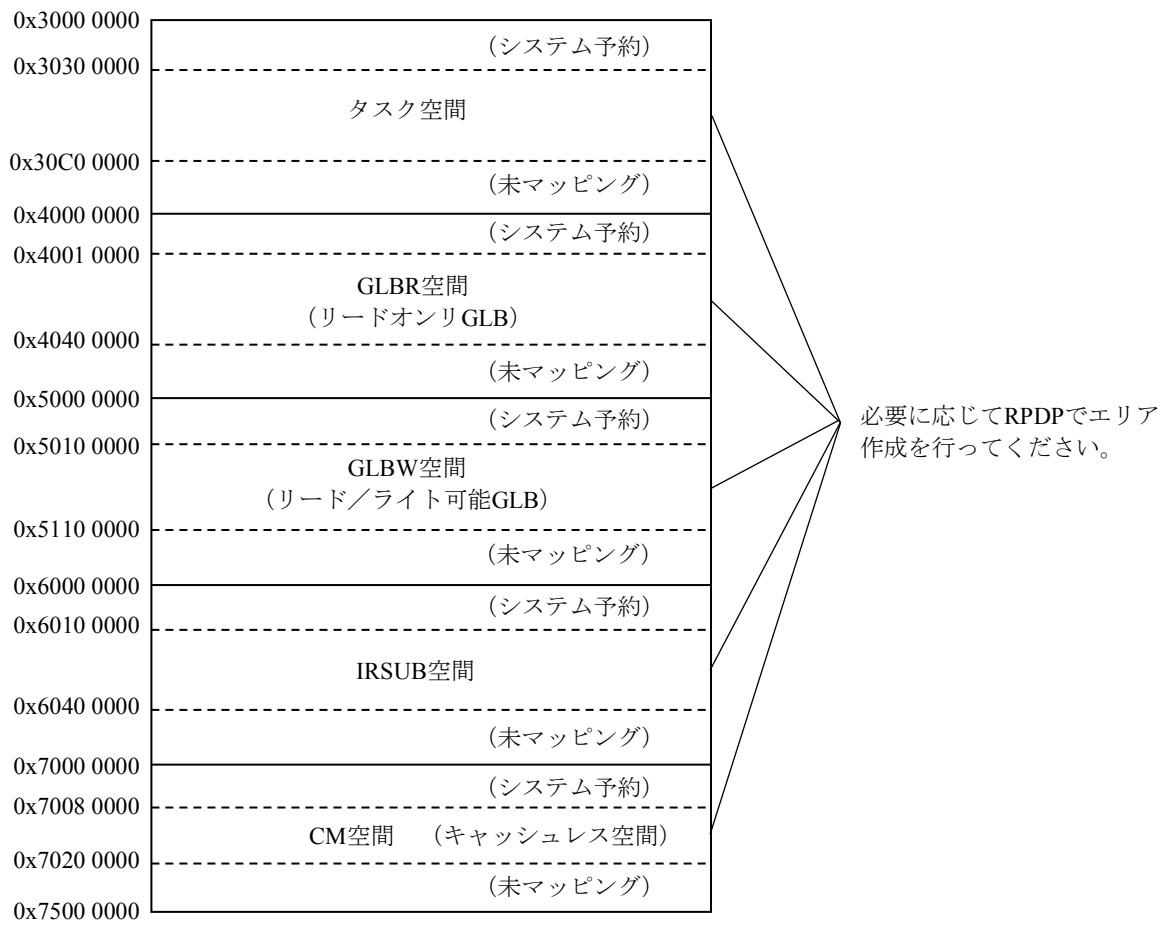 0x3000 0000
（システム予約）
0x3030 0000
タスク空間
0x30C0 0000
（未マッピング）
0x4000 0000
（システム予約）
0x4001 0000
GLBR空間
（リードオンリGLB）
0x4040 0000
（未マッピング）
0x5000 0000
（システム予約）
0x5010 0000
GLBW空間
（リード／ライト可能GLB）
0x5110 0000
（未マッピング）
0x6000 0000
（システム予約）
0x6010 0000
IRSUB空間
0x6040 0000
（未マッピング）
0x7000 0000
（システム予約）
0x7008 0000
CM空間　（キャッシュレス空間）
0x7020 0000
（未マッピング）
0x7500 0000
必要に応じてRPDPでエリア
作成を行ってください。